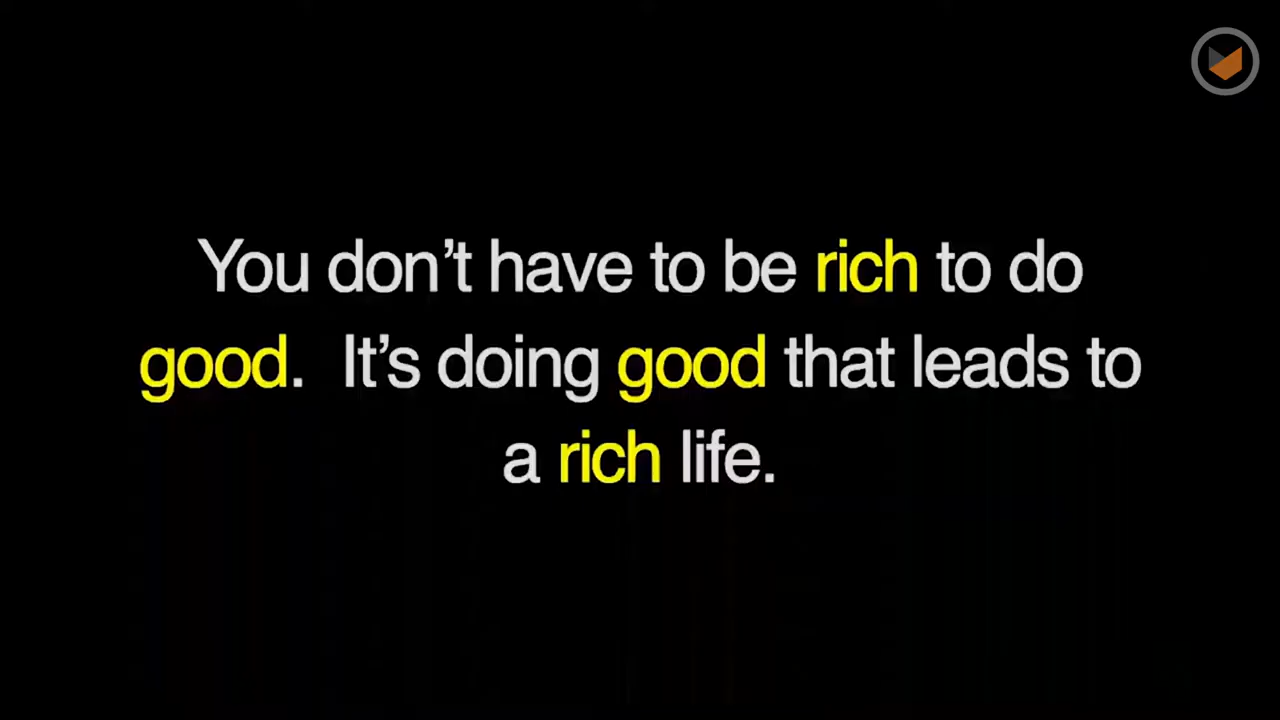 You don’t have to be rich to do
good.  It’s doing good that leads to
a rich life.